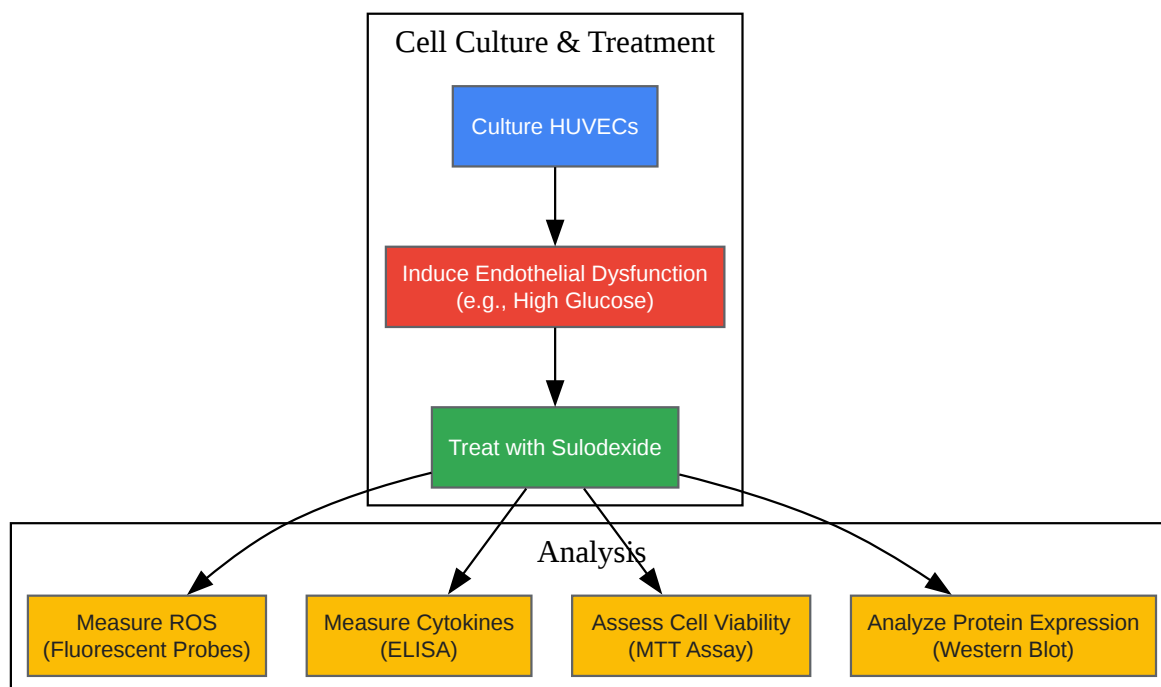 Cell Culture & Treatment
Culture HUVECs
Induce Endothelial Dysfunction
(e.g., High Glucose)
Treat with Sulodexide
Analysis
Measure ROS
(Fluorescent Probes)
Measure Cytokines
(ELISA)
Assess Cell Viability
(MTT Assay)
Analyze Protein Expression
(Western Blot)